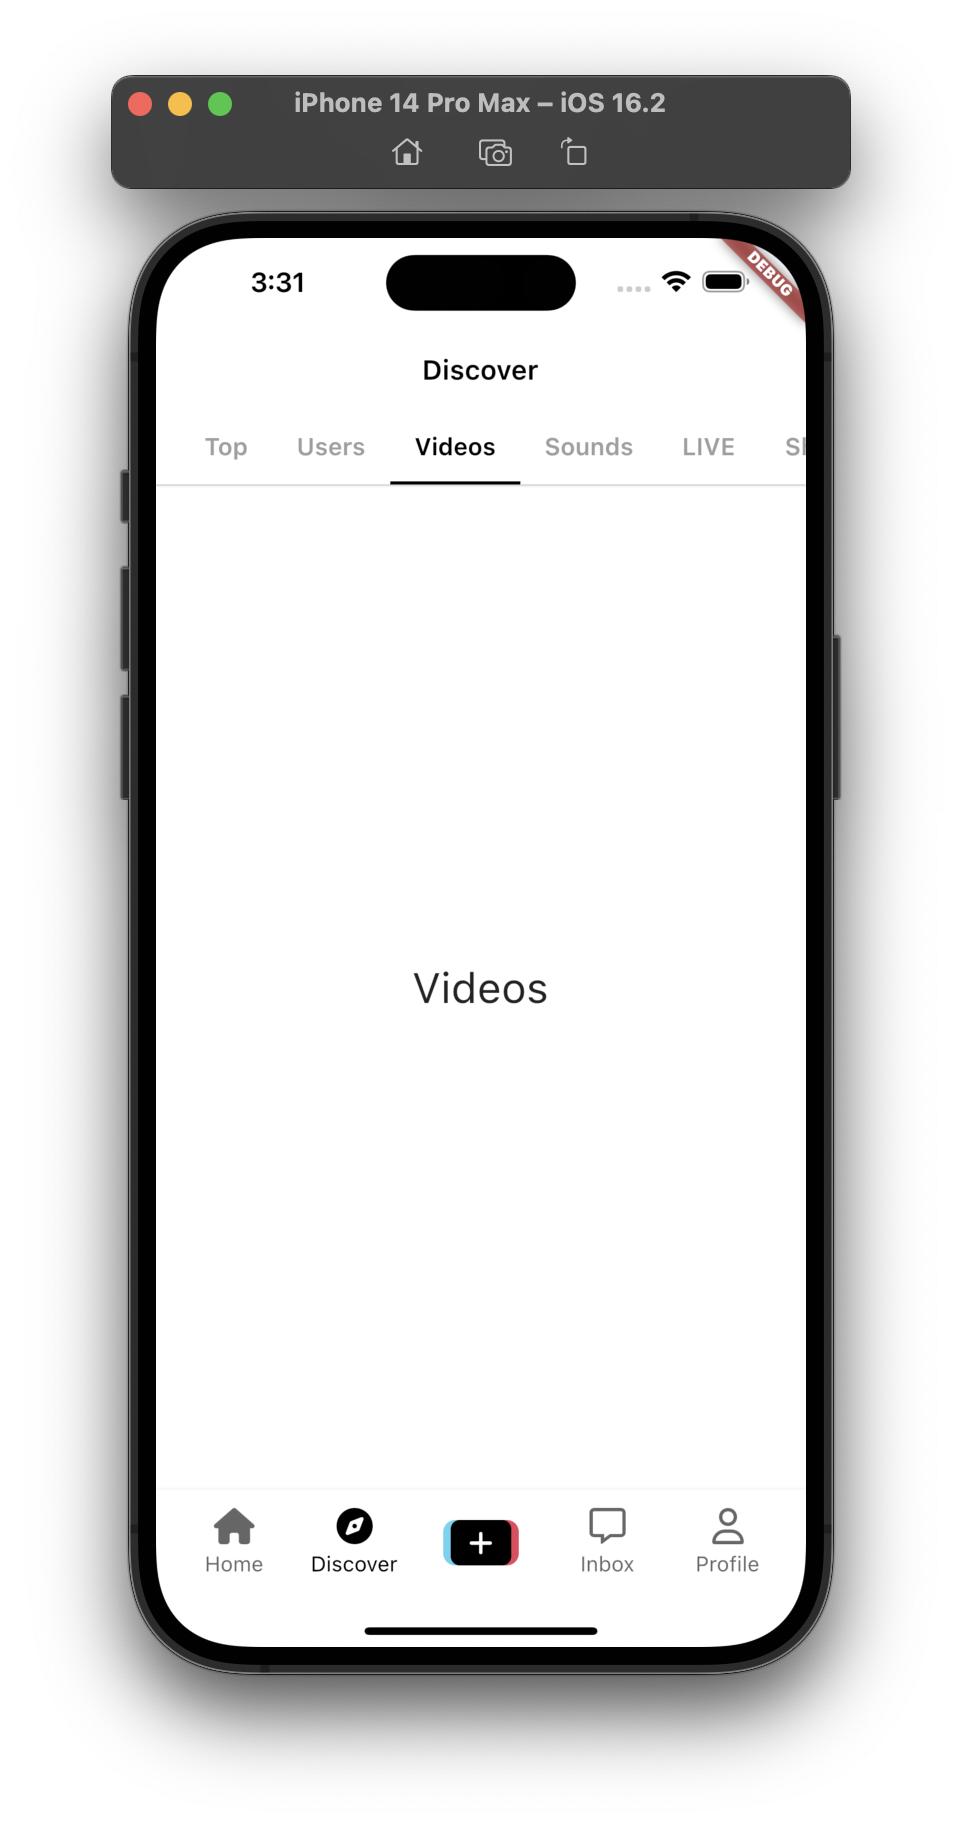 iPhone 14 Pro Max – iOS 16.2
3:31
DEBUG
Discover
Top Users Videos Sounds LIVE
Videos
Home Discover Inbox Profile